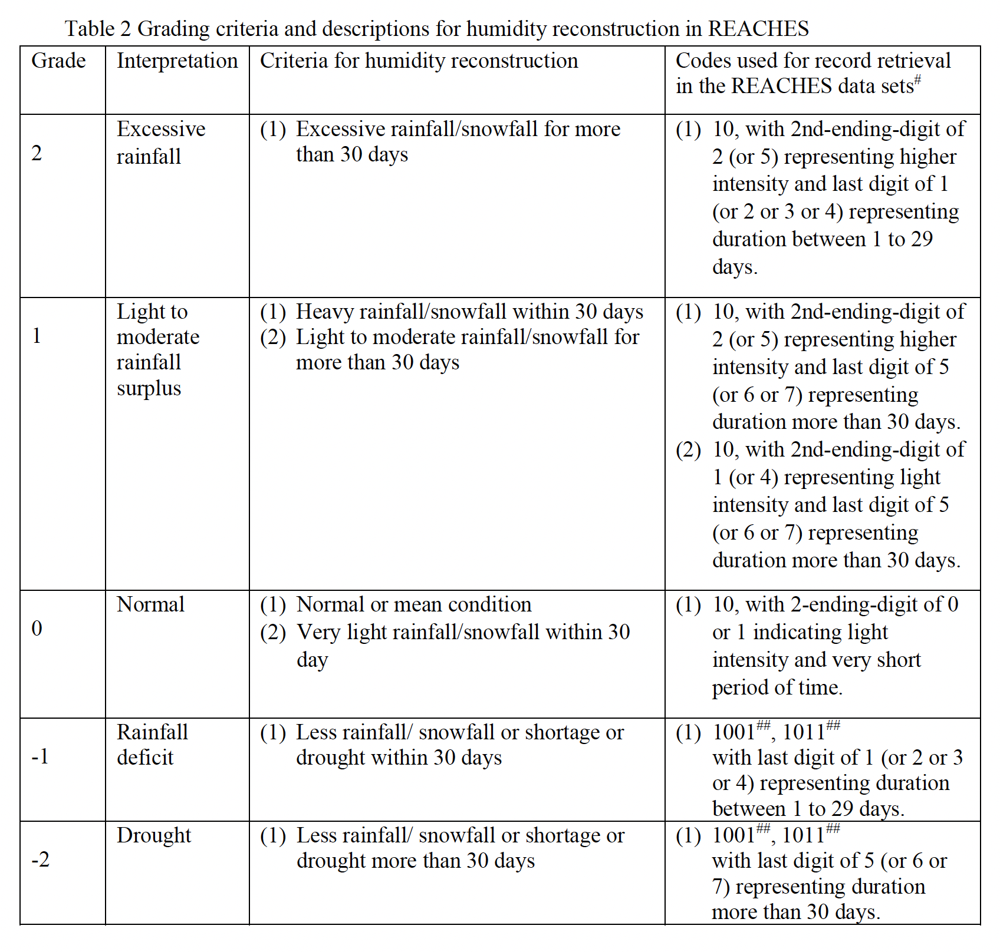 Table 2 Grading criteria and descriptions for humidity reconstruction in REACHES
Grade
Interpretation
Criteria for humidity reconstruction
Codes used for record retrieval
in the REACHES data sets#
2
Excessive
rainfall
(1) Excessive rainfall/snowfall for more
than 30 days
(1) 10, with 2nd-ending-digit of
2 (or 5) representing higher
intensity and last digit of 1
(or 2 or 3 or 4) representing
duration between 1 to 29
days.
1
Light to
moderate
rainfall
surplus
(1) Heavy rainfall/snowfall within 30 days
(2) Light to moderate rainfall/snowfall for
more than 30 days
(1) 10, with 2nd-ending-digit of
2 (or 5) representing higher
intensity and last digit of 5
(or 6 or 7) representing
duration more than 30 days.
(2) 10, with 2nd-ending-digit of
1 (or 4) representing light
intensity and last digit of 5
(or 6 or 7) representing
duration more than 30 days.
0
Normal
(1) Normal or mean condition
(2) Very light rainfall/snowfall within 30
day
(1) 10, with 2-ending-digit of 0
or 1 indicating light
intensity and very short
period of time.
-1
Rainfall
deficit
(1) Less rainfall/ snowfall or shortage or
drought within 30 days
(1) 1001##, 1011##
with last digit of 1 (or 2 or 3
or 4) representing duration
between 1 to 29 days.
-2
Drought
(1) Less rainfall/ snowfall or shortage or
drought more than 30 days
(1) 1001##, 1011##
with last digit of 5 (or 6 or
7) representing duration
more than 30 days.